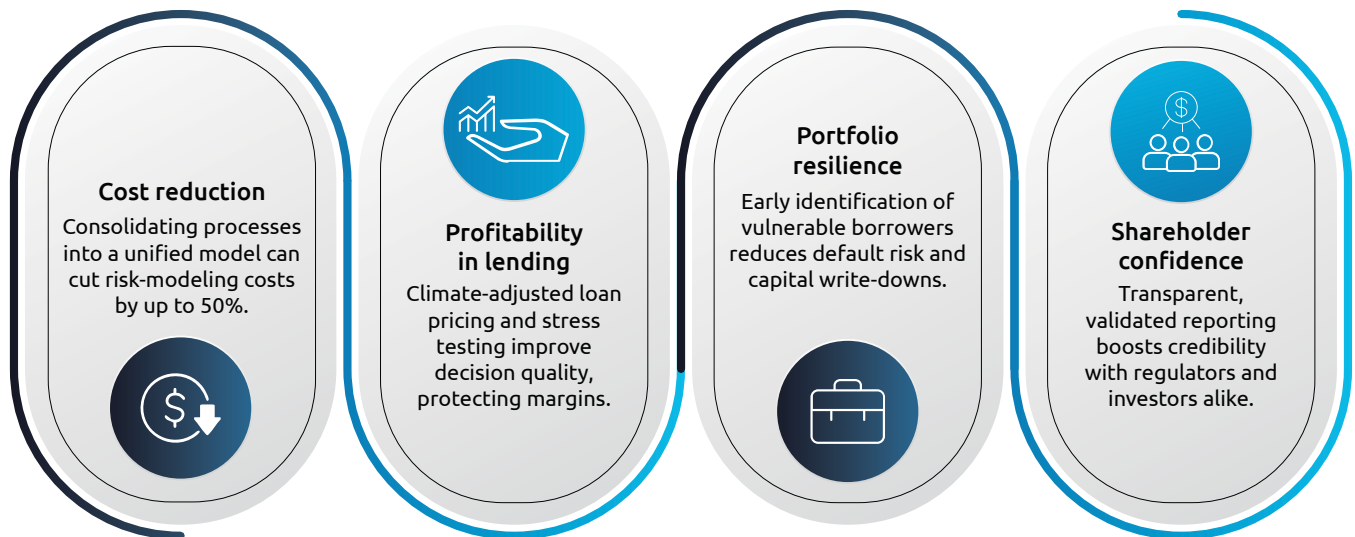 Cost reduction
Consolidating processes
into a unified model can
cut risk-modeling costs
by up to 50%.
Profitability
in lending
Climate-adjusted loan
pricing and stress
testing improve
decision quality,
protecting margins.
Portfolio
resilience
Early identification of
vulnerable borrowers
reduces default risk and
capital write-downs.
Shareholder
confidence
Transparent,
validated reporting
boosts credibility
with regulators and
investors alike.